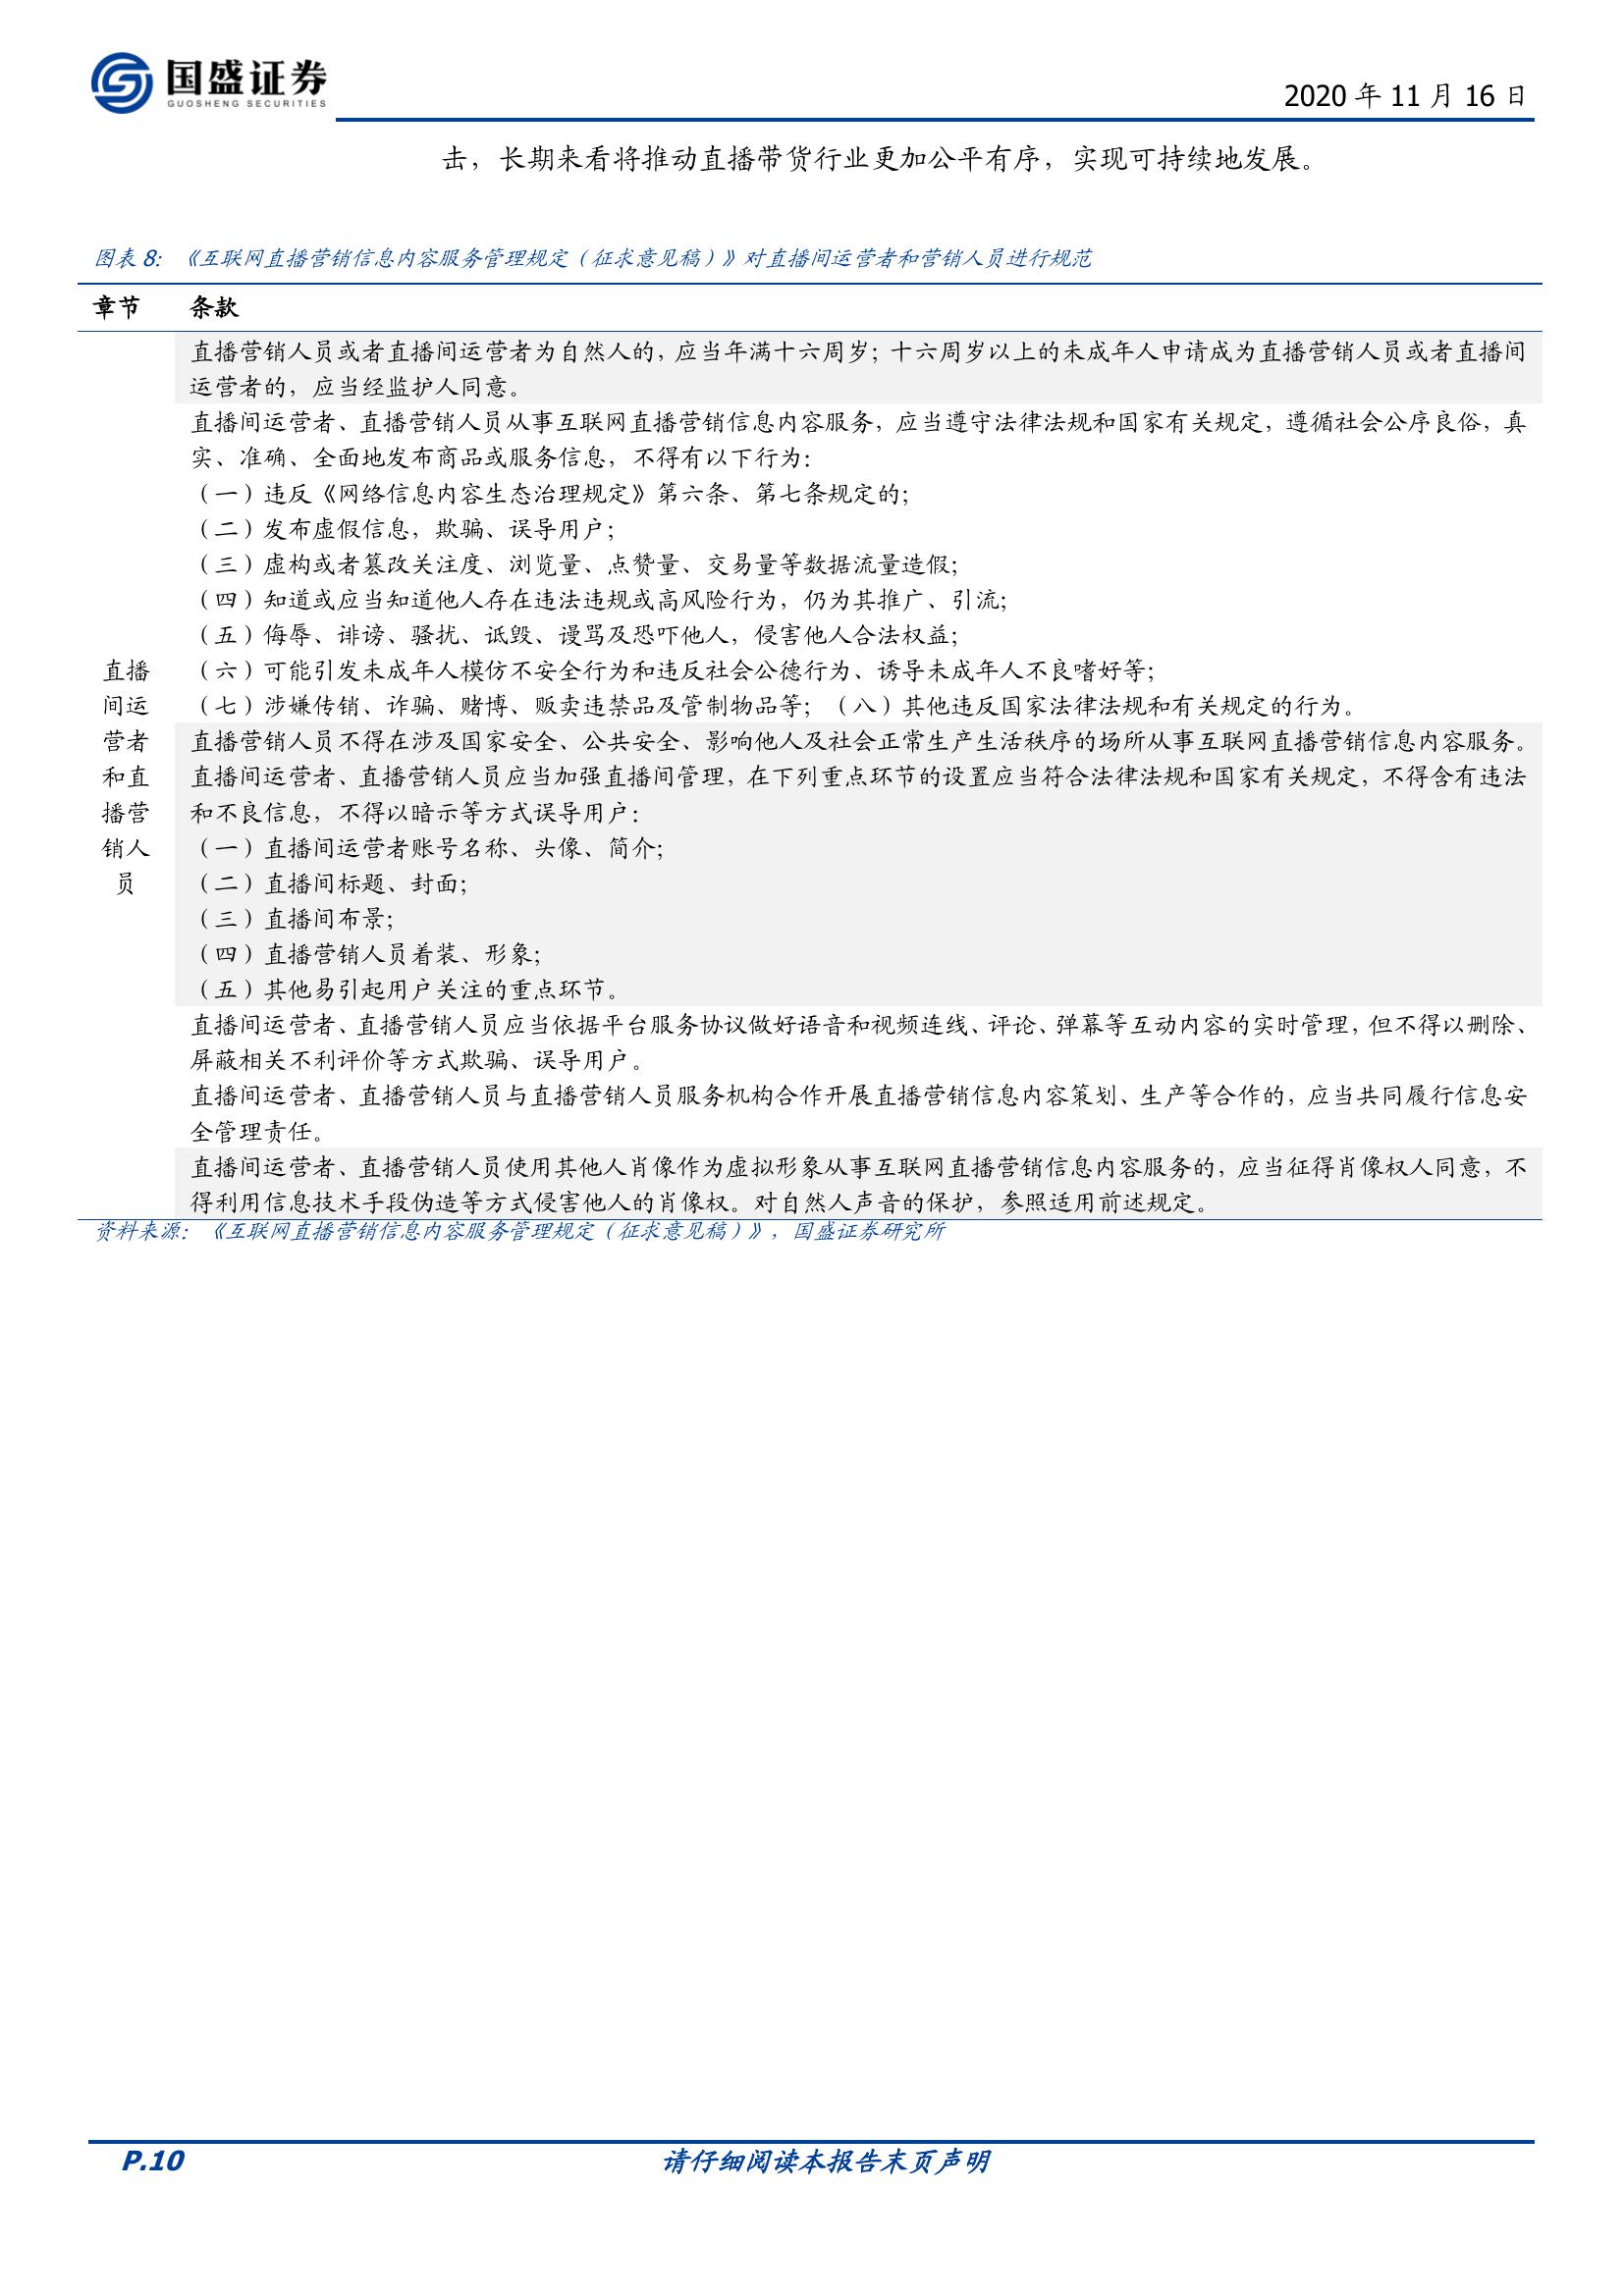 国盛证券
GUOSHENG SECURITIES
2020 年 11 月 16 日
击，长期来看将推动直播带货行业更加公平有序，实现可持续地发展。
图表 8：《互联网直播营销信息内容服务管理规定（征求意见稿）》对直播间运营者和营销人员进行规范
章节 条款
直播营销人员或者直播间运营者为自然人的，应当年满十六周岁；十六周岁以上的未成年人申请成为直播营销人员或者直播间
运营者的，应当经监护人同意。
直播间运营者、直播营销人员从事互联网直播营销信息内容服务，应当遵守法律法规和国家有关规定，遵循社会公序良俗，真
实、准确、全面地发布商品或服务信息，不得有以下行为：
（一）违反《网络信息内容生态治理规定》第六条、第七条规定的；
（二）发布虚假信息，欺骗、误导用户；
（三）虚构或者篡改关注度、浏览量、点赞量、交易量等数据流量造假；
（四）知道或应当知道他人存在违法违规或高风险行为，仍为其推广、引流；
（五）侮辱、诽谤、骚扰、诋毁、谩骂及恐吓他人，侵害他人合法权益；
直播 （六）可能引发未成年人模仿不安全行为和违反社会公德行为、诱导未成年人不良嗜好等；
间运 （七）涉嫌传销、诈骗、赌博、贩卖违禁品及管制物品等；（八）其他违反国家法律法规和有关规定的行为。
营者 直播营销人员不得在涉及国家安全、公共安全、影响他人及社会正常生产生活秩序的场所从事互联网直播营销信息内容服务。
和直 直播间运营者、直播营销人员应当加强直播间管理，在下列重点环节的设置应当符合法律法规和国家有关规定，不得含有违法
播营 和不良信息，不得以暗示等方式误导用户：
销人 （一）直播间运营者账号名称、头像、简介；
员 （二）直播间标题、封面；
（三）直播间布景；
（四）直播营销人员着装、形象；
（五）其他易引起用户关注的重点环节。
直播间运营者、直播营销人员应当依据平台服务协议做好语音和视频连线、评论、弹幕等互动内容的实时管理，但不得以删除、
屏蔽相关不利评价等方式欺骗、误导用户。
直播间运营者、直播营销人员与直播营销人员服务机构合作开展直播营销信息内容策划、生产等合作的，应当共同履行信息安
全管理责任。
直播间运营者、直播营销人员使用其他人肖像作为虚拟形象从事互联网直播营销信息内容服务的，应当征得肖像权人同意，不
得利用信息技术手段伪造等方式侵害他人的肖像权。对自然人声音的保护，参照适用前述规定。
资料来源：《互联网直播营销信息内容服务管理规定（征求意见稿）》，国盛证券研究所
P.10 请仔细阅读本报告末页声明